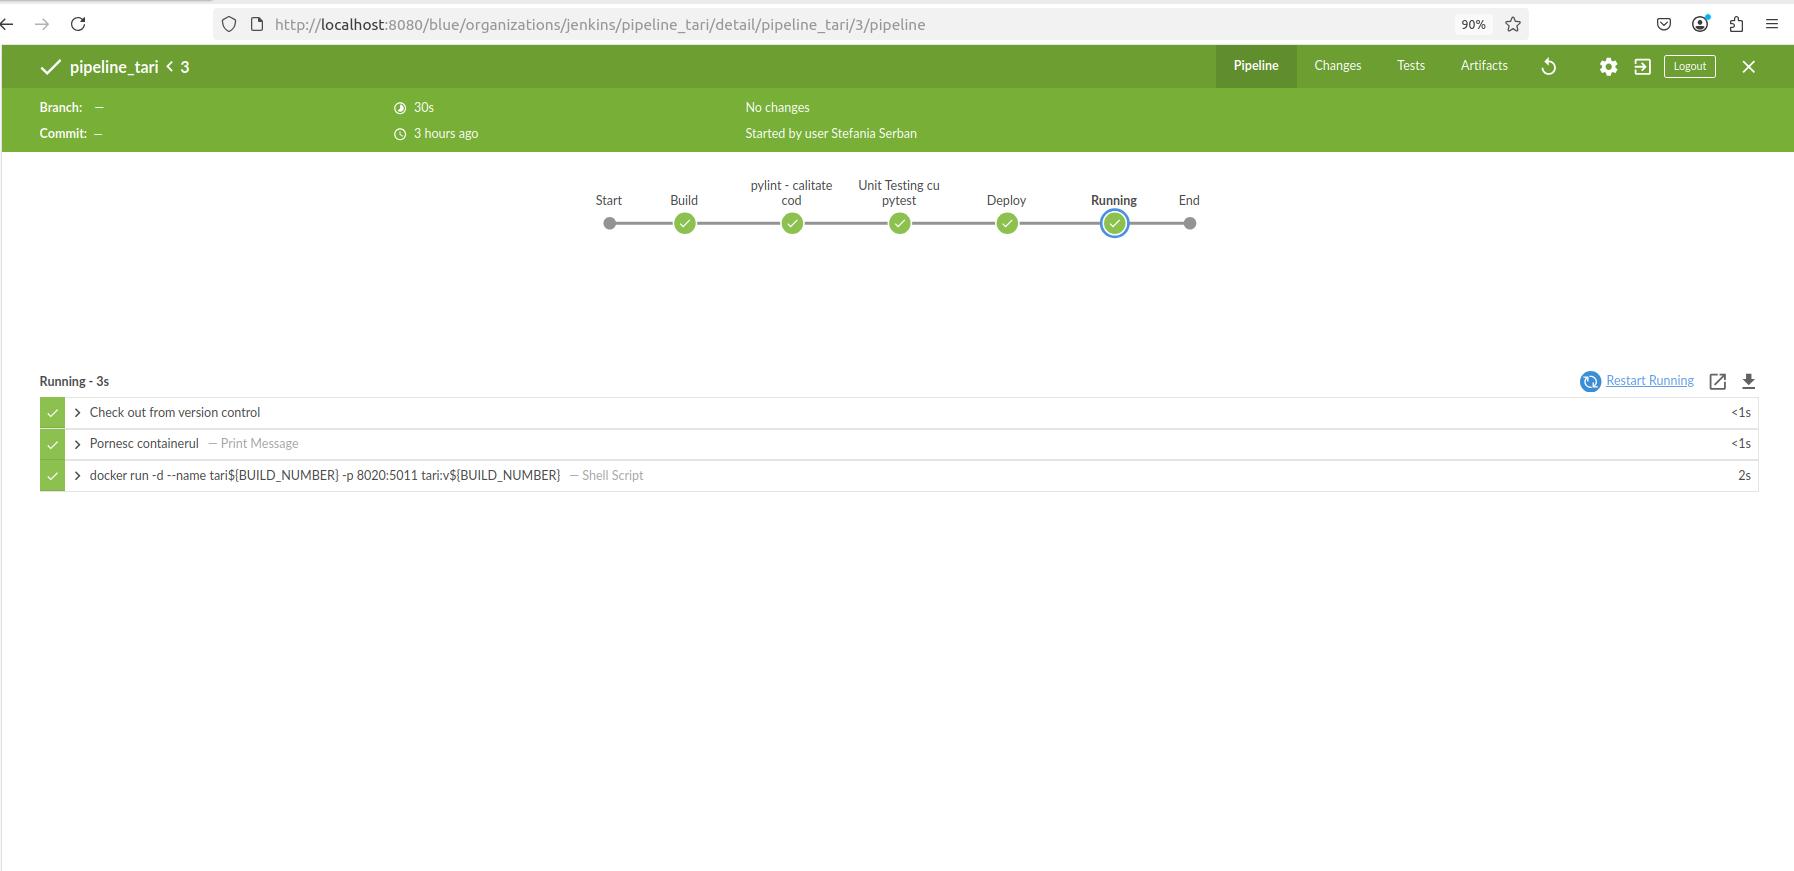 http://localhost:8080/blue/organizations/jenkins/pipeline_tari/detail/pipeline_tari/3/pipeline
90%
pipeline_tari < 3
Pipeline
Changes
Tests
Artifacts
Logout
Branch: —
30s
No changes
Commit: —
3 hours ago
Started by user Stefania Serban
Start
Build
pylint - calitate
cod
Unit Testing cu
pytest
Deploy
Running
End
Running - 3s
Restart Running
Check out from version control
<1s
Pornesc containerul — Print Message
<1s
docker run -d --name tari${BUILD_NUMBER} -p 8020:5011 tari:v${BUILD_NUMBER} — Shell Script
2s